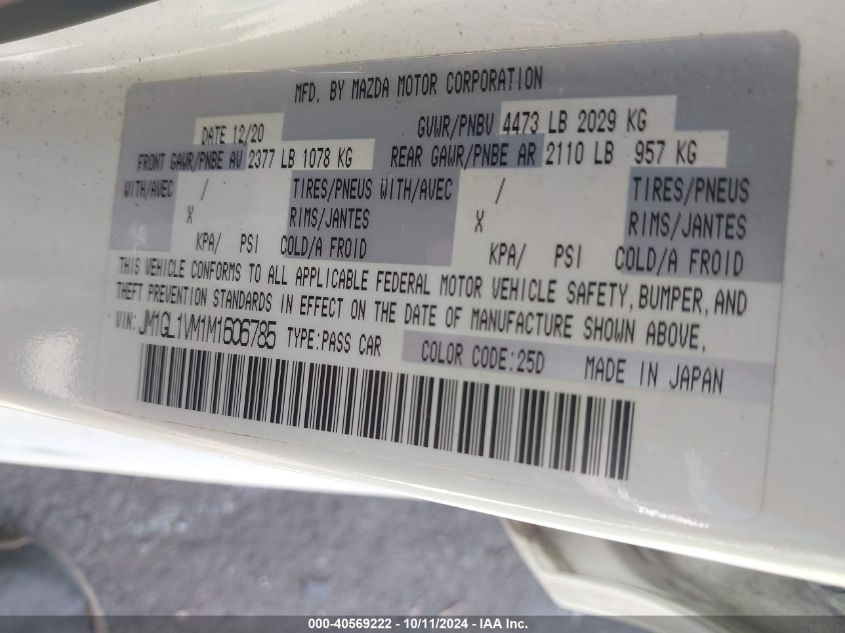 MFD. BY MAZDA MOTOR CORPORATION
DATE 12/20 GVWR/PNBV 4473 LB 2029 KG
FRONT GAWR/PNBE AV 2377 LB 1078 KG REAR GAWR/PNBE AR 2110 LB 957 KG
WITH/AVEC / TIRES/PNEUS WITH/AVEC / TIRES/PNEUS
X RIMS/JANTES X RIMS/JANTES
KPA/ PSI COLD/A FROID KPA/ PSI COLD/A FROID
THIS VEHICLE CONFORMS TO ALL APPLICABLE FEDERAL MOTOR VEHICLE SAFETY, BUMPER, AND
THEFT PREVENTION STANDARDS IN EFFECT ON THE DATE OF MANUFACTURE SHOWN ABOVE.
VIN: JM1GL1VM1M1606785 TYPE:PASS CAR COLOR CODE:25D MADE IN JAPAN
000-40569222 - 10/11/2024 - IAA Inc.